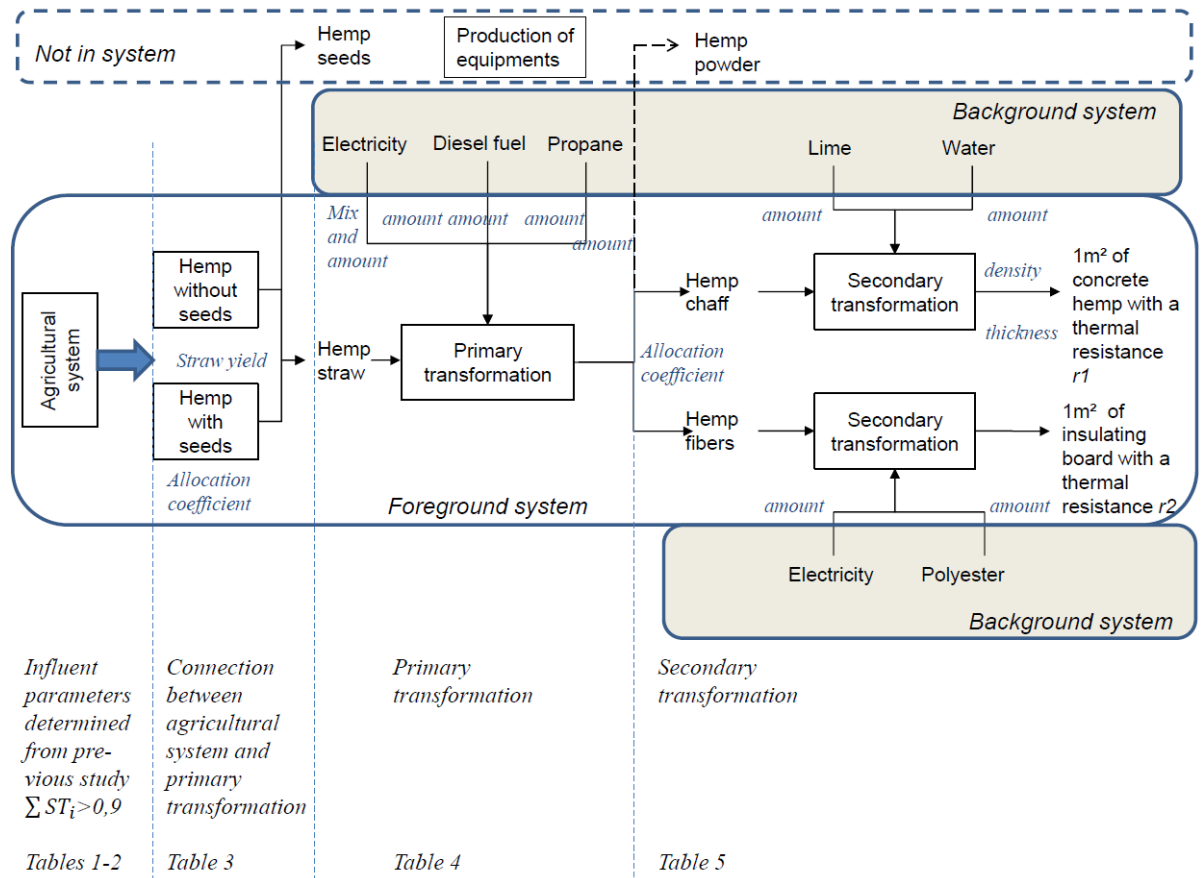 Not in system
Hemp
seeds
Production of
equipments
Hemp
powder
Background system
Electricity
Diesel fuel
Propane
Lime
Water
Mix
and
amount
amount
amount
amount
amount
amount
amount
Agricultural
system
Hemp
without
seeds
Straw yield
Hemp
with
seeds
Allocation
coefficient
Hemp
straw
Primary
transformation
Hemp
chaff
Allocation
coefficient
Hemp
fibers
Secondary
transformation
density
thickness
1m² of
concrete
hemp with a
thermal
resistance
r1
Secondary
transformation
1m² of
insulating
board with a
thermal
resistance r2
amount
amount
Foreground system
Electricity
Polyester
Background system
Influent
parameters
determined
from pre-
vious study
∑ STᵢ>0,9
Tables 1-2
Connection
between
agricultural
system and
primary
transformation
Table 3
Primary
transformation
Table 4
Secondary
transformation
Table 5